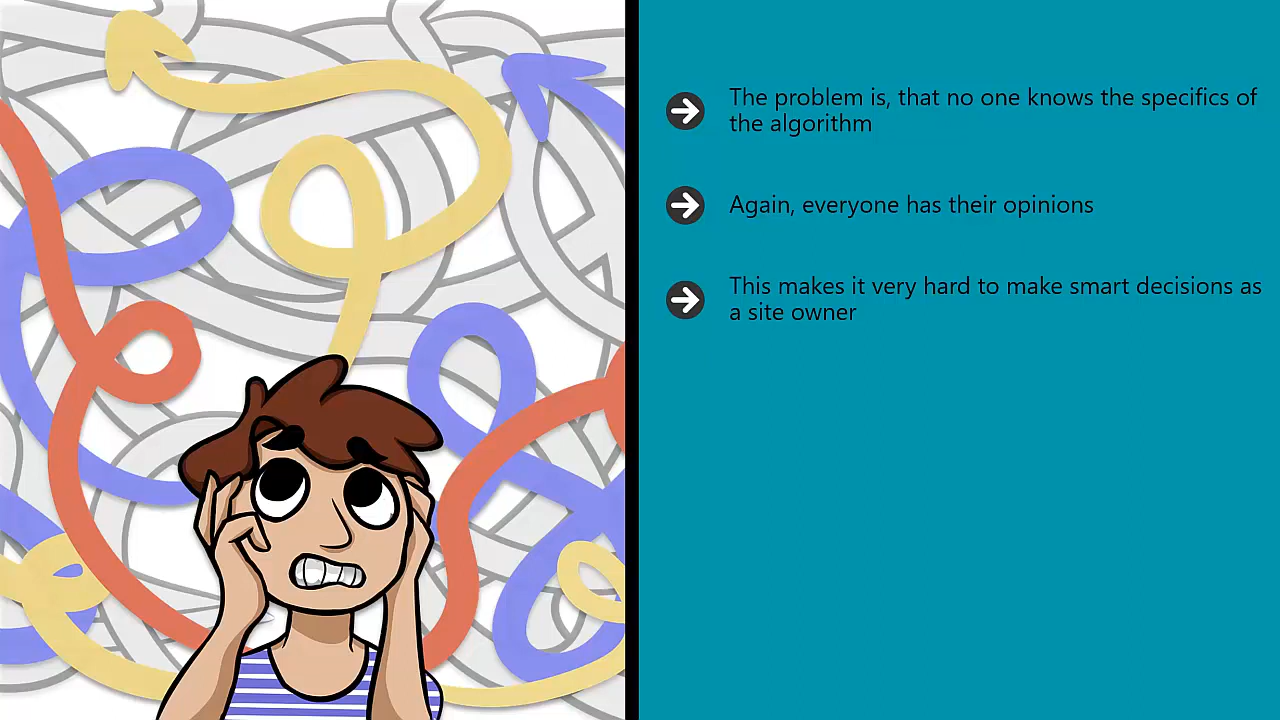 The problem is, that no one knows the specifics of
the algorithm
Again, everyone has their opinions
This makes it very hard to make smart decisions as
a site owner